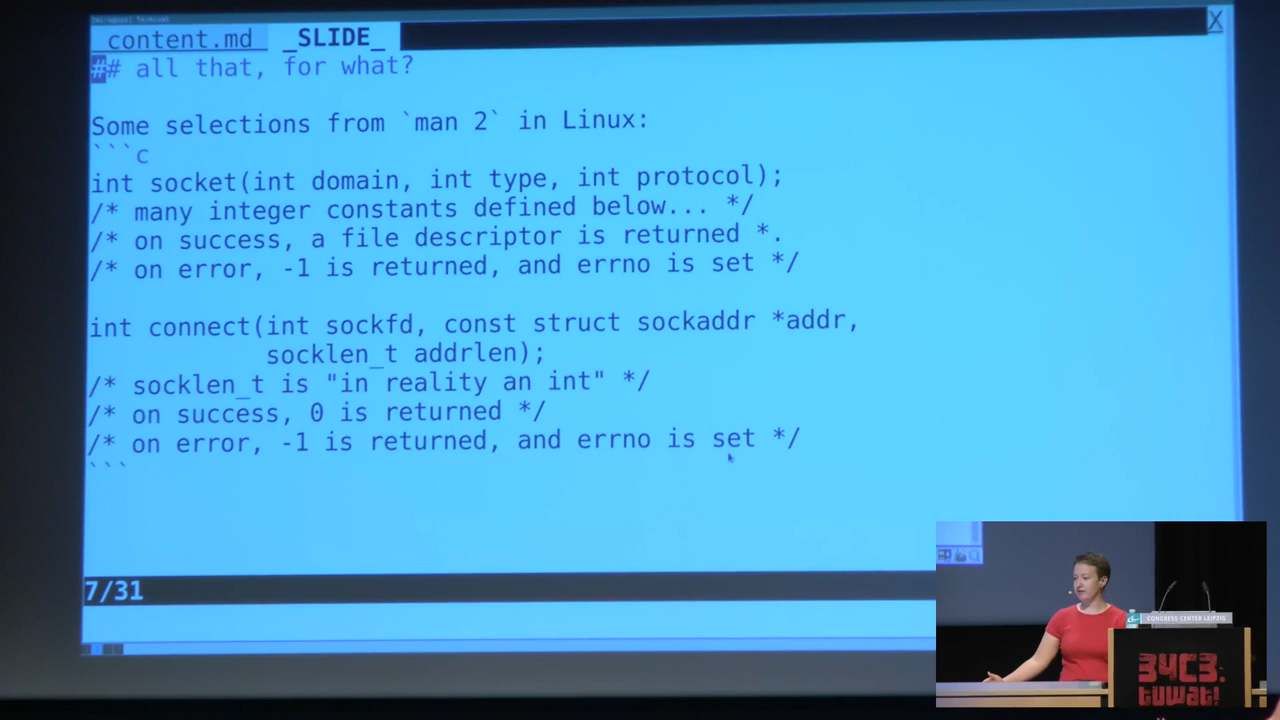 content.md _SLIDE_ X
## all that, for what?
Some selections from `man 2` in Linux:
```c
int socket(int domain, int type, int protocol);
/* many integer constants defined below... */
/* on success, a file descriptor is returned *.
/* on error, -1 is returned, and errno is set */
int connect(int sockfd, const struct sockaddr *addr,
socklen_t addrlen);
/* socklen_t is "in reality an int" */
/* on success, 0 is returned */
/* on error, -1 is returned, and errno is set */
```
7/31
CONGRESS CENTER LEIPZIG
34C3.
tuwat!